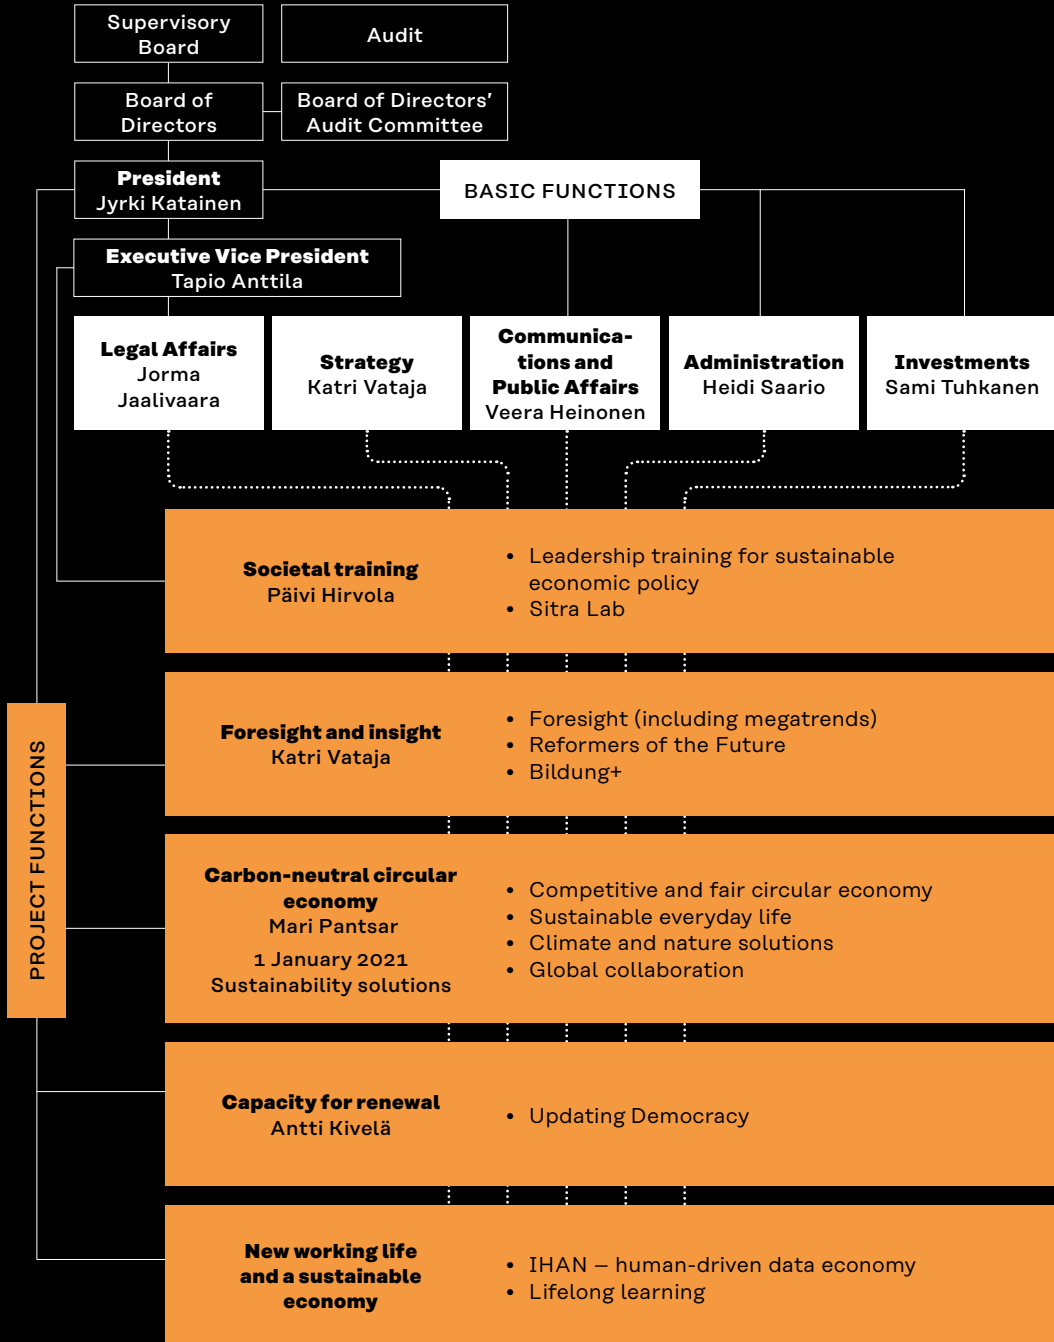 Supervisory
Board
Audit
Board of
Directors
Board of Directors’
Audit Committee
President
Jyrki Katainen
BASIC FUNCTIONS
Executive Vice President
Tapio Anttila
Legal Affairs
Jorma
Jaalivaara
Strategy
Katri Vataja
Communica-
tions and
Public Affairs
Veera Heinonen
Administration
Heidi Saario
Investments
Sami Tuhkanen
PROJECT FUNCTIONS
Societal training
Päivi Hirvola
• Leadership training for sustainable
economic policy
• Sitra Lab
Foresight and insight
Katri Vataja
• Foresight (including megatrends)
• Reformers of the Future
• Bildung+
Carbon-neutral circular
economy
Mari Pantsar
1 January 2021
Sustainability solutions
• Competitive and fair circular economy
• Sustainable everyday life
• Climate and nature solutions
• Global collaboration
Capacity for renewal
Antti Kivelä
• Updating Democracy
New working life
and a sustainable
economy
• IHAN – human-driven data economy
• Lifelong learning